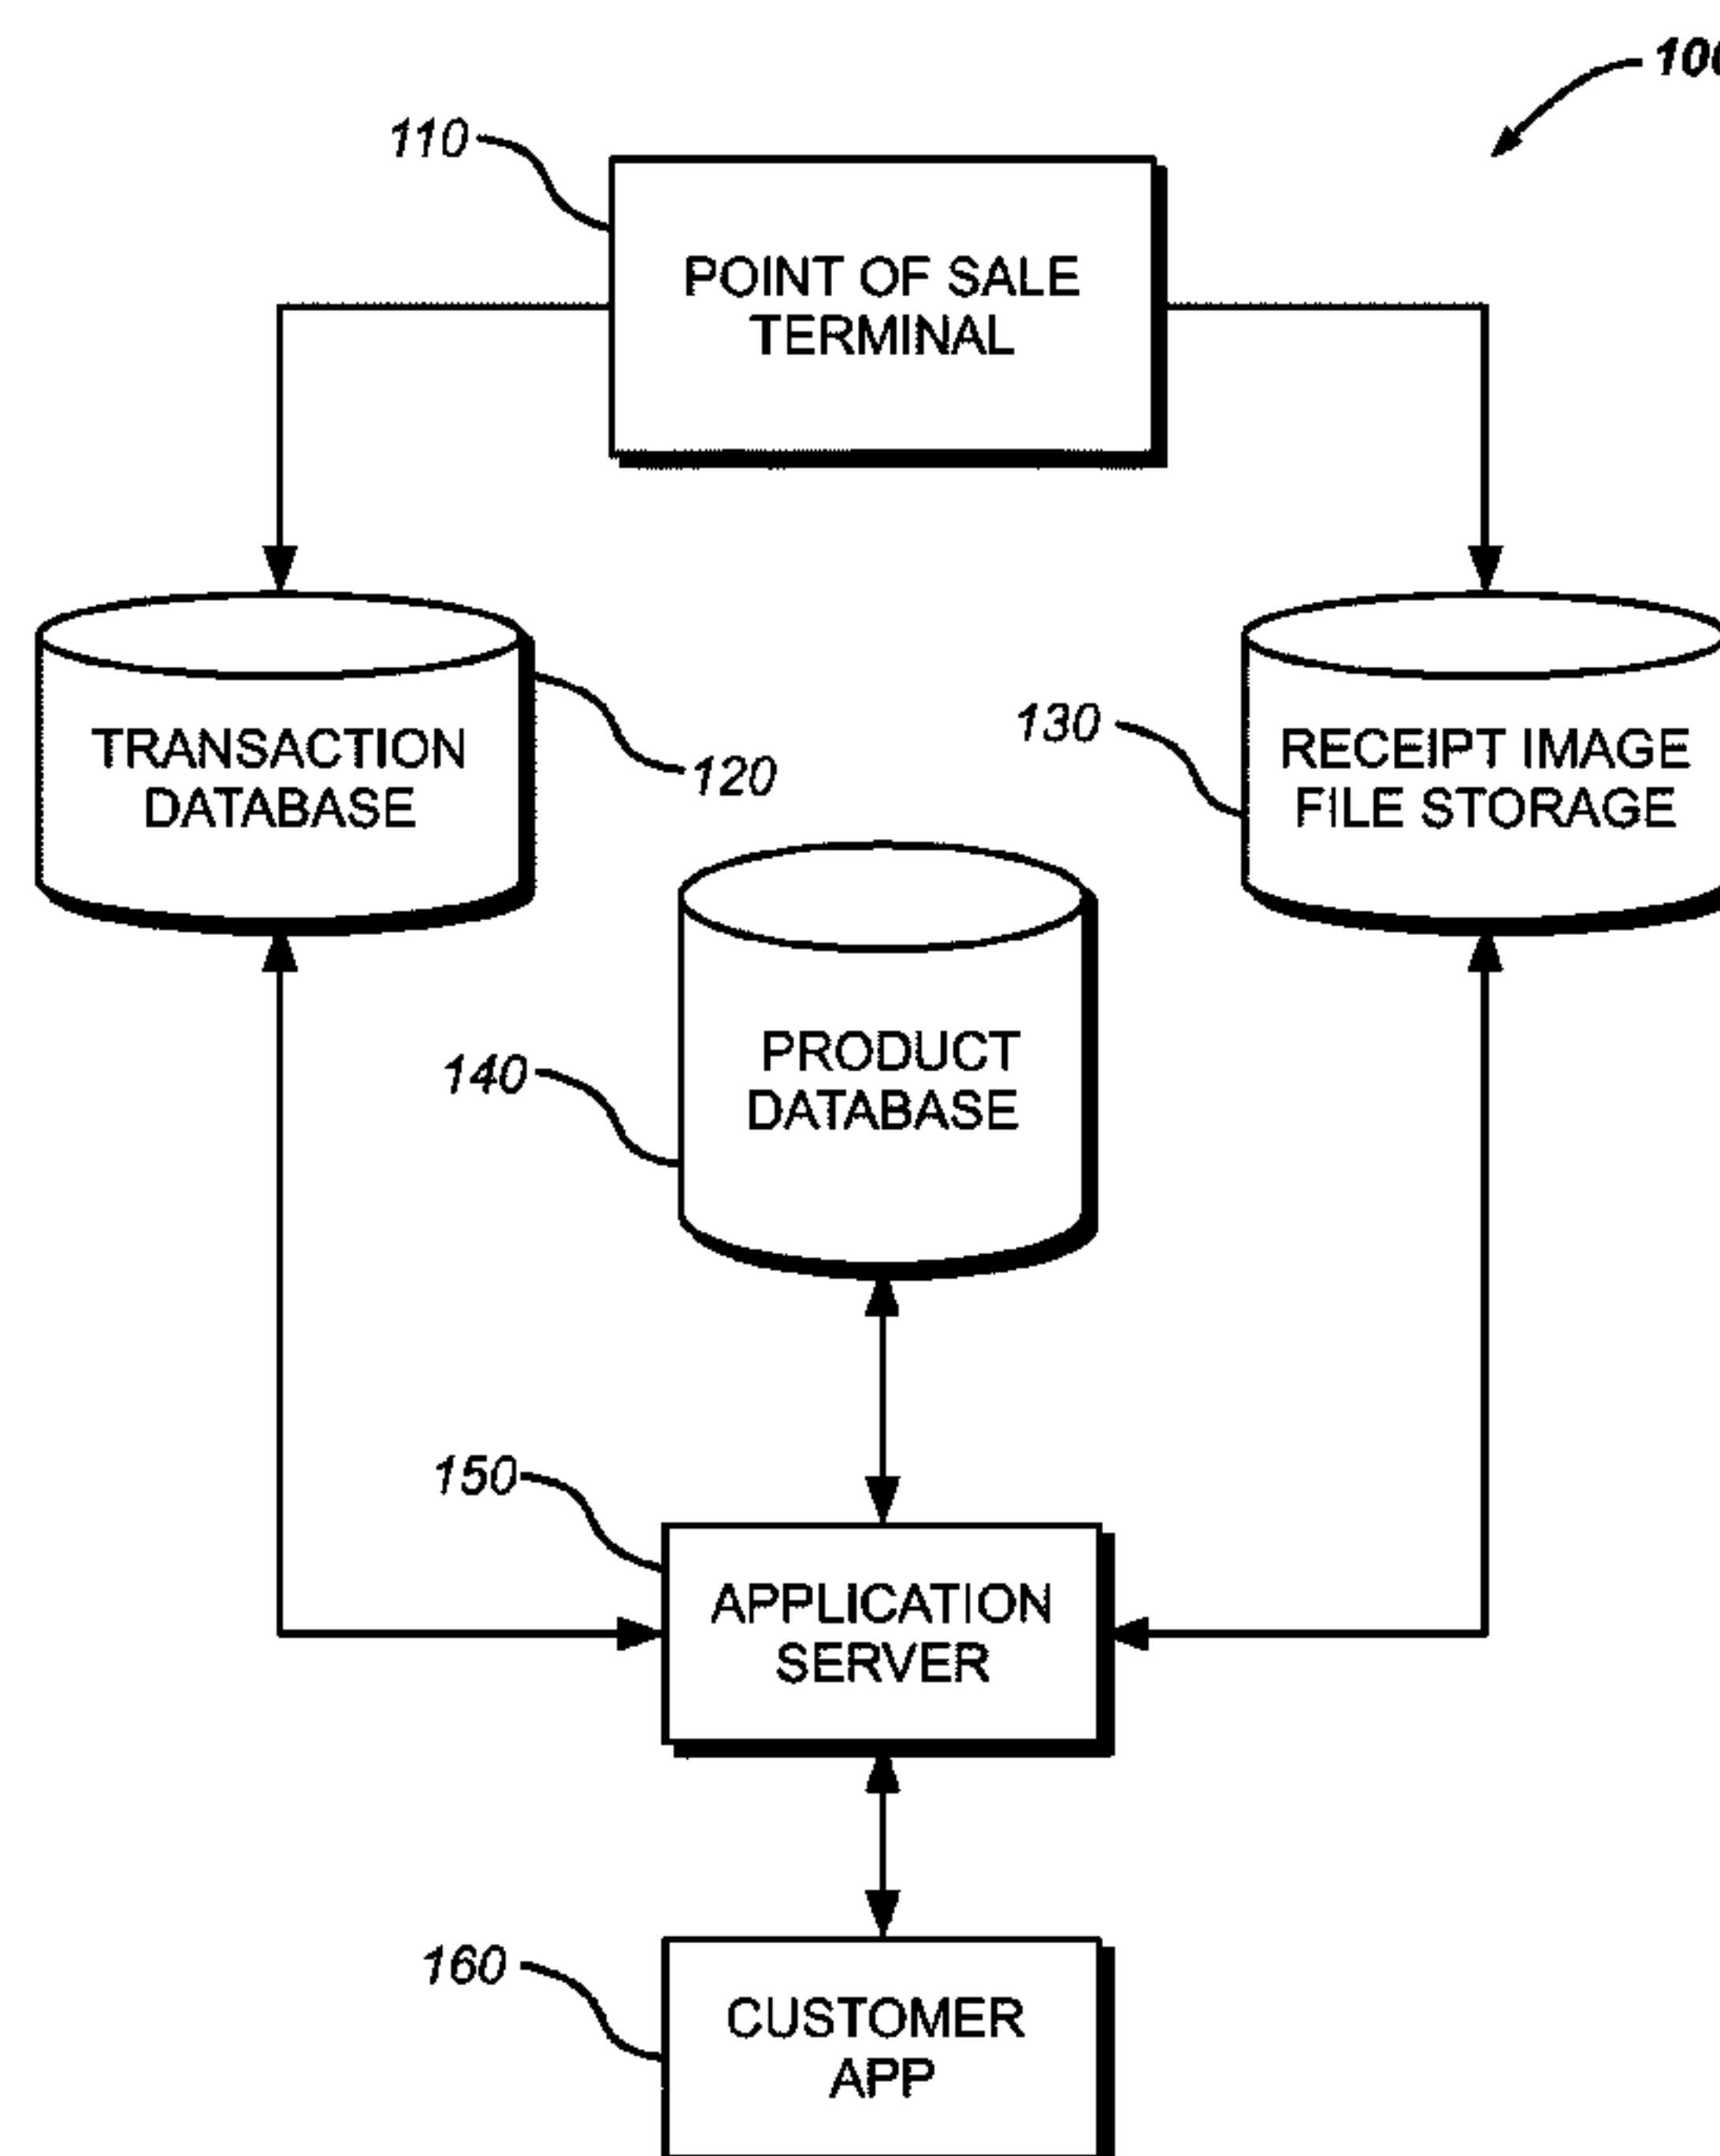 100
110
POINT OF SALE
TERMINAL
TRANSACTION
DATABASE
120
130
RECEIPT IMAGE
FILE STORAGE
140
PRODUCT
DATABASE
150
APPLICATION
SERVER
160
CUSTOMER
APP